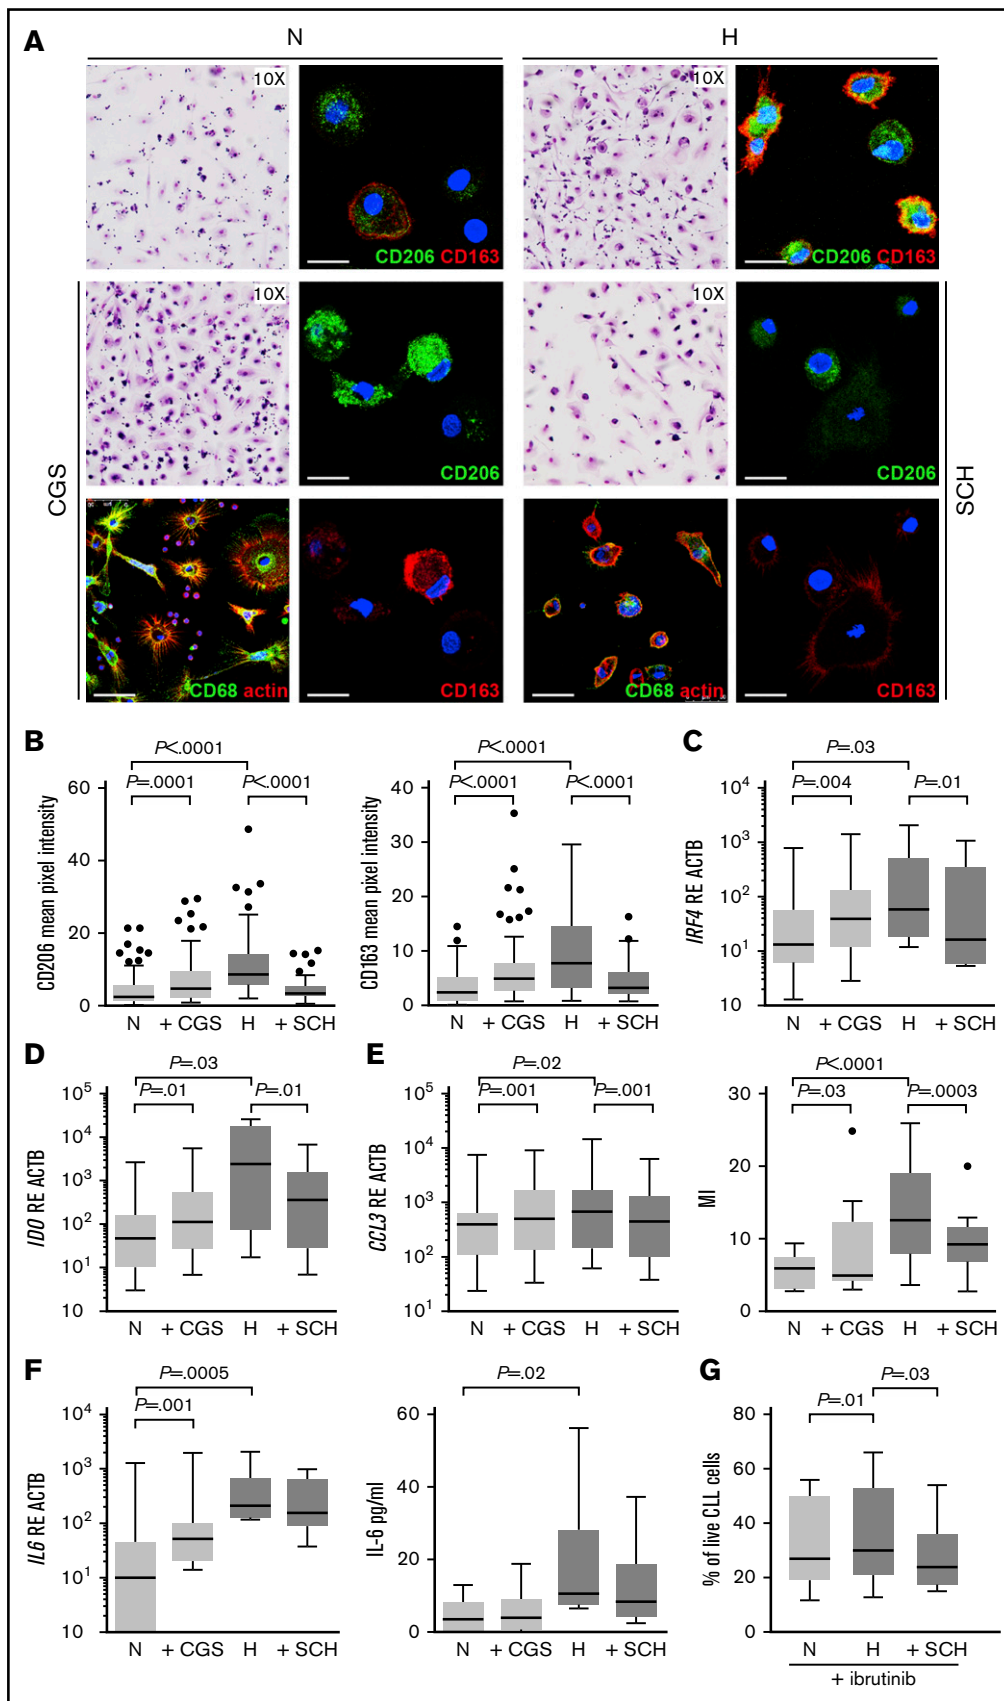 A
N
H
10X
CD206 CD163
10X
CD206 CD163
CGS
10X
CD206
10X
CD206
SCH
CD68 actin
CD163
CD68 actin
CD163
B
P<.0001
P=.0001
P<.0001
CD206 mean pixel intensity
60
40
20
0
N
+ CGS
H
+ SCH
P<.0001
P<.0001
P<.0001
CD163 mean pixel intensity
40
30
20
10
0
N
+ CGS
H
+ SCH
C
P=.03
P=.004
P=.01
IRF4 RE ACTB
10⁴
10³
10²
10¹
10
N
+ CGS
H
+ SCH
D
P=.03
P=.01
P=.01
IDO RE ACTB
10⁵
10⁴
10³
10²
10¹
10
N
+ CGS
H
+ SCH
E
P=.02
P=.001
P=.001
CCL3 RE ACTB
10⁵
10⁴
10³
10²
10¹
N
+ CGS
H
+ SCH
P<.0001
P=.03
P=.0003
MI
30
20
10
0
N
+ CGS
H
+ SCH
F
P=.0005
P=.001
IL6 RE ACTB
10⁴
10³
10²
10¹
10
N
+ CGS
H
+ SCH
P=.02
IL-6 pg/ml
60
40
20
0
N
+ CGS
H
+ SCH
G
P=.03
P=.01
% of live CLL cells
80
60
40
20
0
N
H
+ SCH
+ ibrutinib